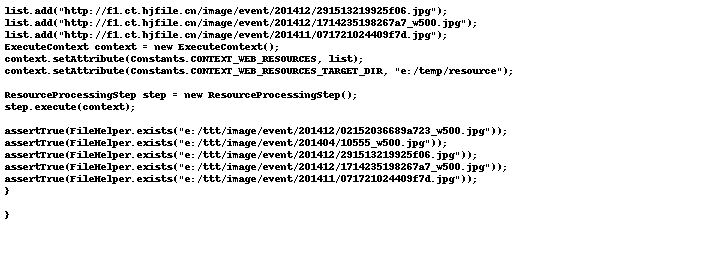 list.add("http://f1.ct.hjfile.cn/image/event/201412/291513219925f06.jpg");
list.add("http://f1.ct.hjfile.cn/image/event/201412/1714235198267a7_w500.jpg");
list.add("http://f1.ct.hjfile.cn/image/event/201411/071721024409f7d.jpg");
ExecuteContext context = new ExecuteContext();
context.setAttribute(Constants.CONTEXT_WEB_RESOURCES, list);
context.setAttribute(Constants.CONTEXT_WEB_RESOURCES_TARGET_DIR, "e:/temp/resource");
ResourceProcessingStep step = new ResourceProcessingStep();
step.execute(context);
assertTrue(FileHelper.exists("e:/ttt/image/event/201412/02152036689a723_w500.jpg"));
assertTrue(FileHelper.exists("e:/ttt/image/event/201404/10555_w500.jpg"));
assertTrue(FileHelper.exists("e:/ttt/image/event/201412/291513219925f06.jpg"));
assertTrue(FileHelper.exists("e:/ttt/image/event/201412/1714235198267a7_w500.jpg"));
assertTrue(FileHelper.exists("e:/ttt/image/event/201411/071721024409f7d.jpg"));
}
}